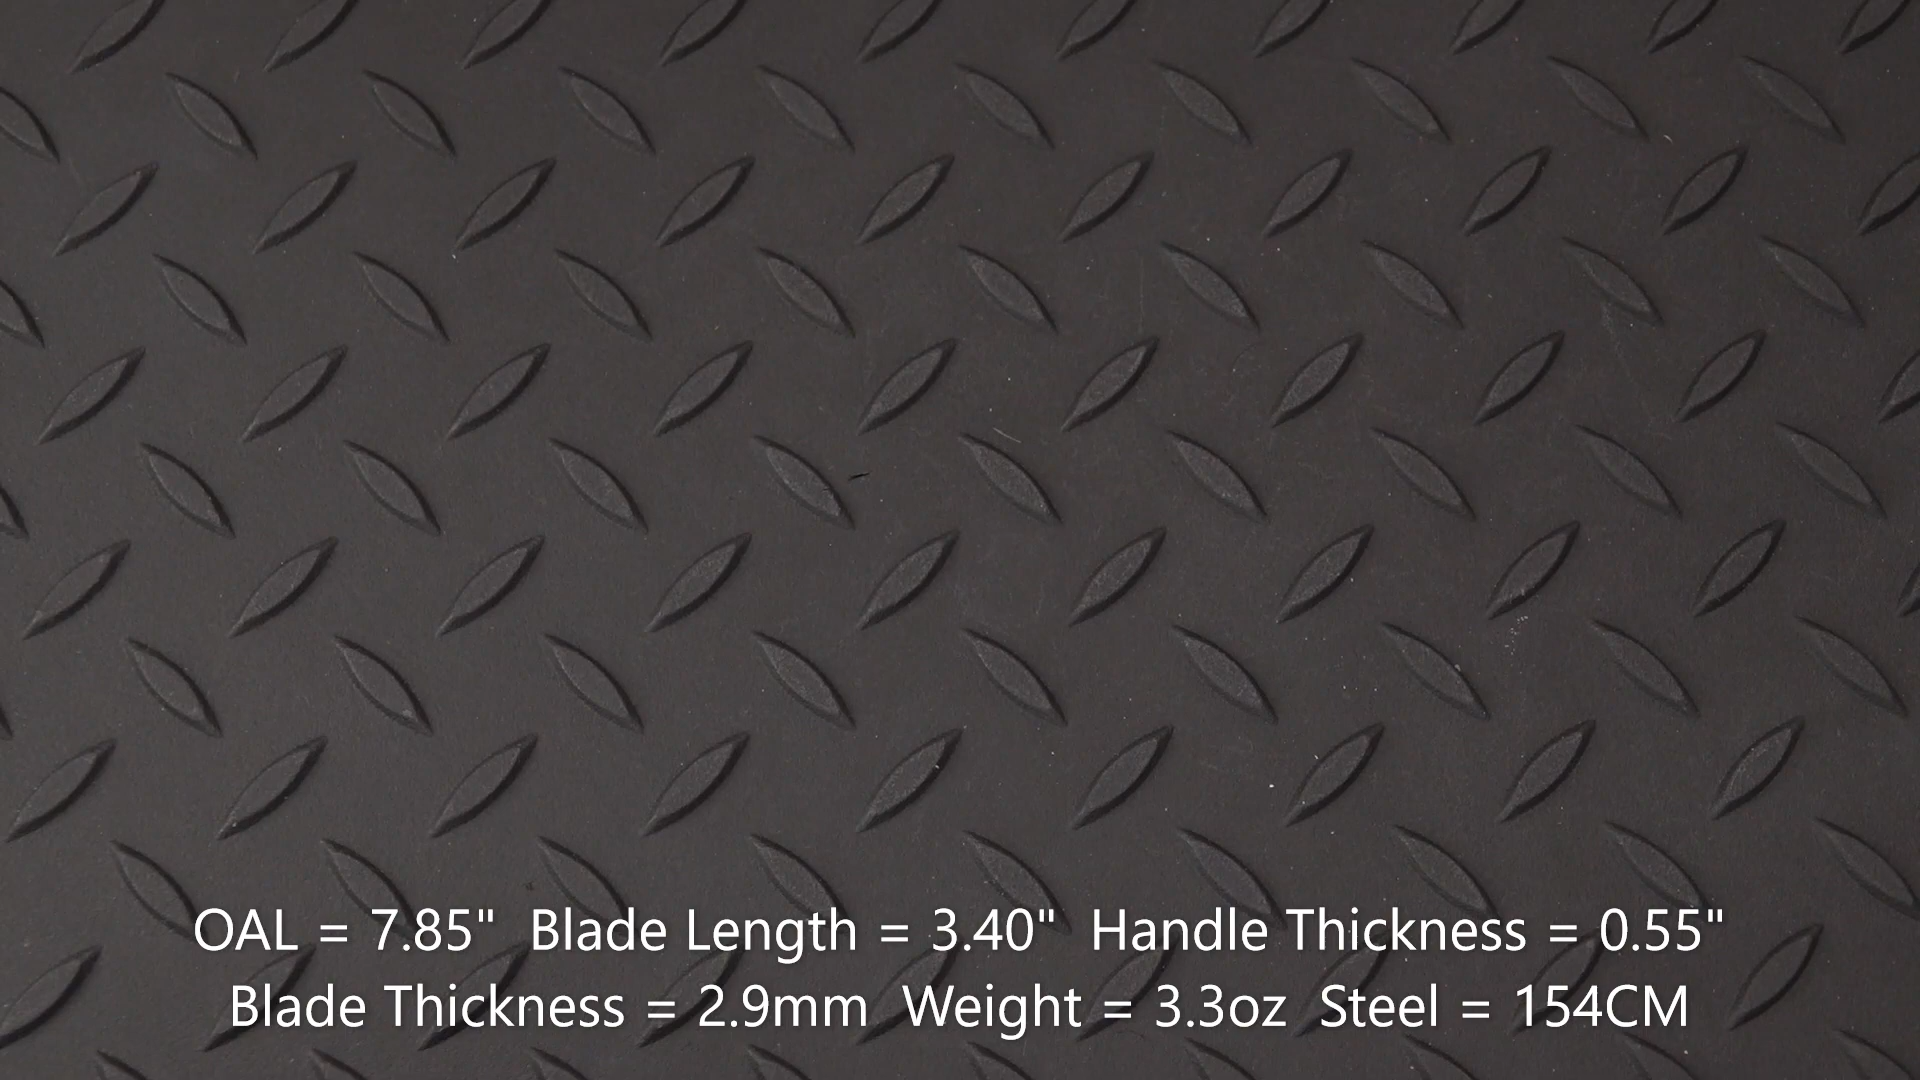 OAL = 7.85" Blade Length = 3.40" Handle Thickness = 0.55"
Blade Thickness = 2.9mm Weight = 3.3oz Steel = 154CM